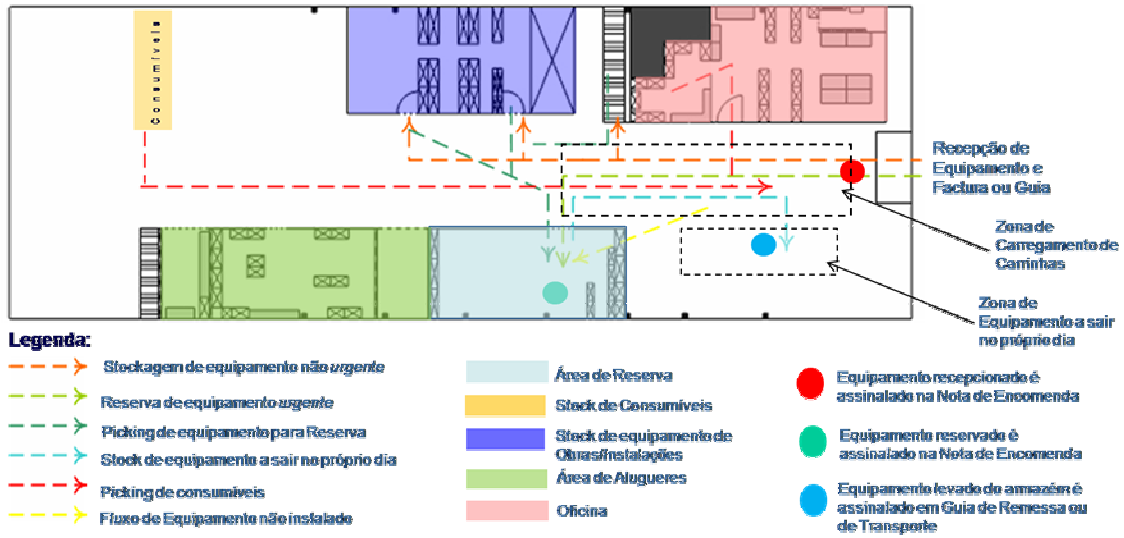 Consumíveis
Recepção de
Equipamento e
Factura ou Guia
Zona de
Carregamento de
Carrinhas
Zona de
Equipamento a sair
no próprio dia
Legenda:
Stockagem de equipamento não urgente
Reserva de equipamento urgente
Picking de equipamento para Reserva
Stock de equipamento a sair no próprio dia
Picking de consumíveis
Fluxo de Equipamento não instalado
Área de Reserva
Stock de Consumíveis
Stock de equipamento de
Obras/Instalações
Área de Alugueres
Oficina
Equipamento recepcionado é
assinalado na Nota de Encomenda
Equipamento reservado é
assinalado na Nota de Encomenda
Equipamento levado do armazém é
assinalado em Guia de Remessa ou
de Transporte